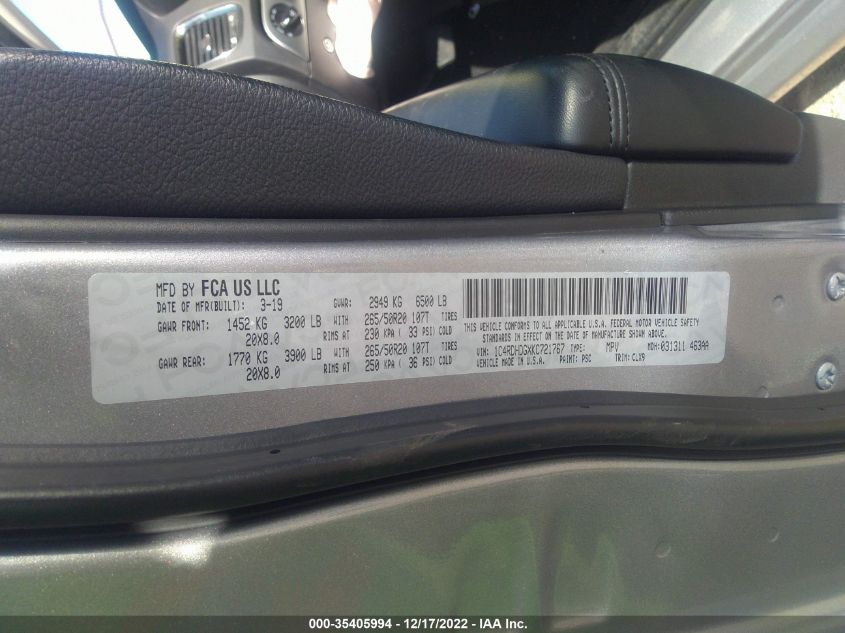 MFD BY FCA US LLC
DATE OF MFR(BUILT): 3-19 GVWR: 2949 KG 6500 LB
GAWR FRONT: 1452 KG 3200 LB WITH 265/50R20 107T TIRES
20X8.0 RIMS AT 230 KPA ( 33 PSI) COLD
GAWR REAR: 1770 KG 3900 LB WITH 265/50R20 107T TIRES
20X8.0 RIMS AT 250 KPA ( 36 PSI) COLD
THIS VEHICLE CONFORMS TO ALL APPLICABLE U.S.A. FEDERAL MOTOR VEHICLE SAFETY
STANDARDS IN EFFECT ON THE DATE OF MANUFACTURE SHOWN ABOVE.
VIN: 1C4RDHDGXKC721767 TYPE: MPV MDH: 031311 463AA
VEHICLE MADE IN U.S.A. PAINT: PSC TRIM: CLX9
000-35405994 - 12/17/2022 - IAA Inc.